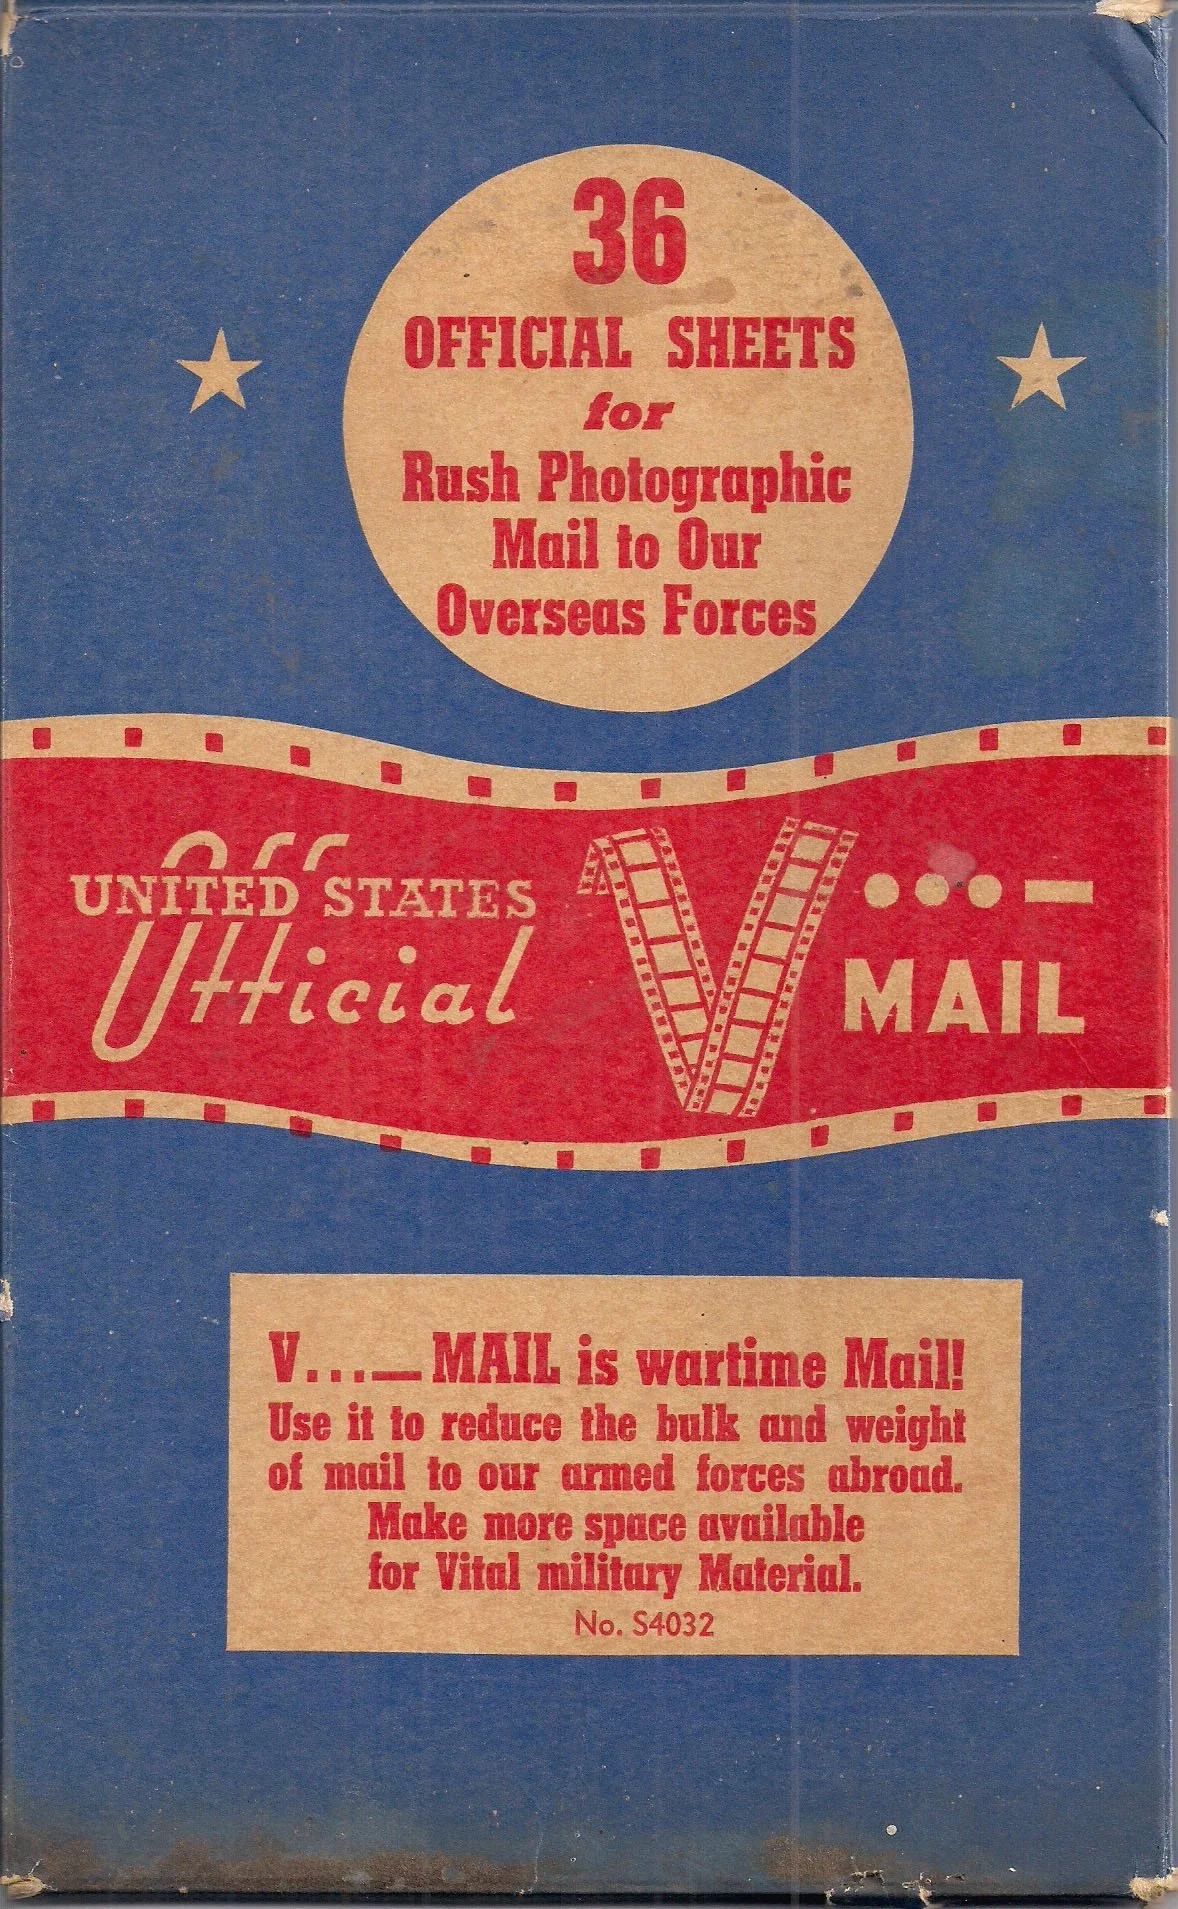 36
OFFICIAL SHEETS
for
Rush Photographic
Mail to Our
Overseas Forces
UNITED STATES
Official
V...—
MAIL
V...— MAIL is wartime Mail!
Use it to reduce the bulk and weight
of mail to our armed forces abroad.
Make more space available
for Vital military Material.
No. S4032